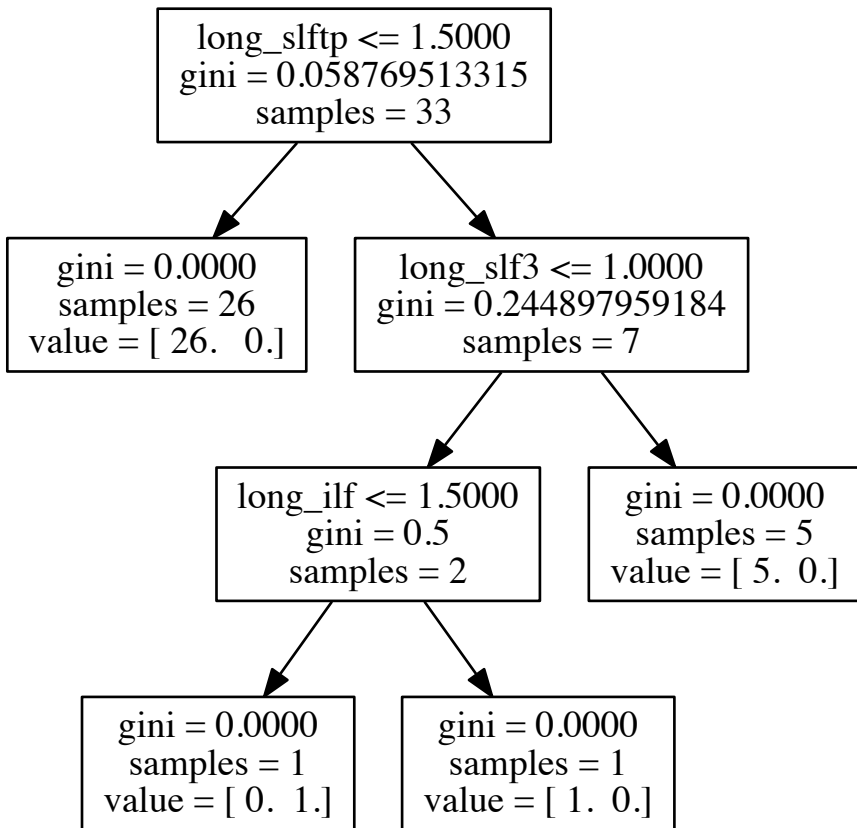 long_slftp <= 1.5000
gini = 0.058769513315
samples = 33
gini = 0.0000
samples = 26
value = [ 26.   0.]
long_slf3 <= 1.0000
gini = 0.244897959184
samples = 7
long_ilf <= 1.5000
gini = 0.5
samples = 2
gini = 0.0000
samples = 5
value = [ 5.  0.]
gini = 0.0000
samples = 1
value = [ 0.  1.]
gini = 0.0000
samples = 1
value = [ 1.  0.]